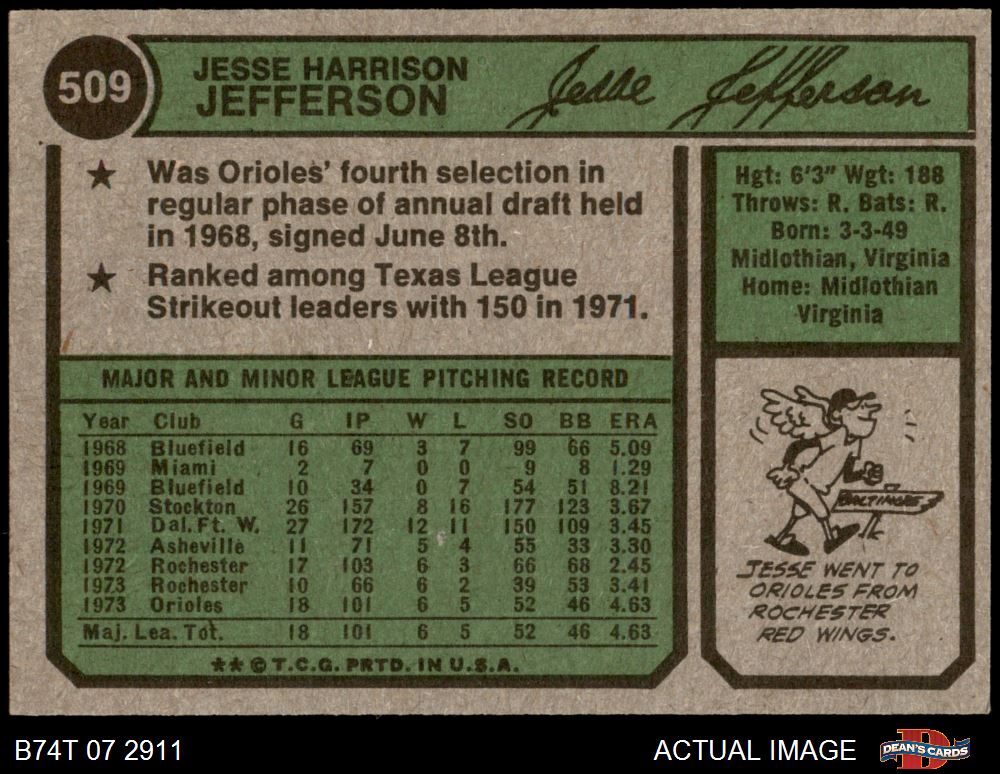 509
JESSE HARRISON
JEFFERSON
Jesse Jefferson
★ Was Orioles' fourth selection in
regular phase of annual draft held
in 1968, signed June 8th.
★ Ranked among Texas League
Strikeout leaders with 150 in 1971.
Hgt: 6'3" Wgt: 188
Throws: R. Bats: R.
Born: 3-3-49
Midlothian, Virginia
Home: Midlothian
Virginia
MAJOR AND MINOR LEAGUE PITCHING RECORD
Year Club G IP W L SO BB ERA
1968 Bluefield 16 69 3 7 99 66 5.09
1969 Miami 2 7 0 0 9 8 1.29
1969 Bluefield 10 34 0 7 54 51 8.21
1970 Stockton 26 157 8 16 177 123 3.67
1971 Dal. Ft. W. 27 172 12 11 150 109 3.45
1972 Asheville 11 71 5 4 55 33 3.30
1972 Rochester 17 103 6 3 66 68 2.45
1973 Rochester 10 66 6 2 39 53 3.41
1973 Orioles 18 101 6 5 52 46 4.63
Maj. Lea. Tot. 18 101 6 5 52 46 4.63
★★ © T.C.G. PRTD. IN U.S.A.
BALTIMORE
JESSE WENT TO
ORIOLES FROM
ROCHESTER
RED WINGS.
B74T 07 2911
ACTUAL IMAGE
DEAN'S CARDS